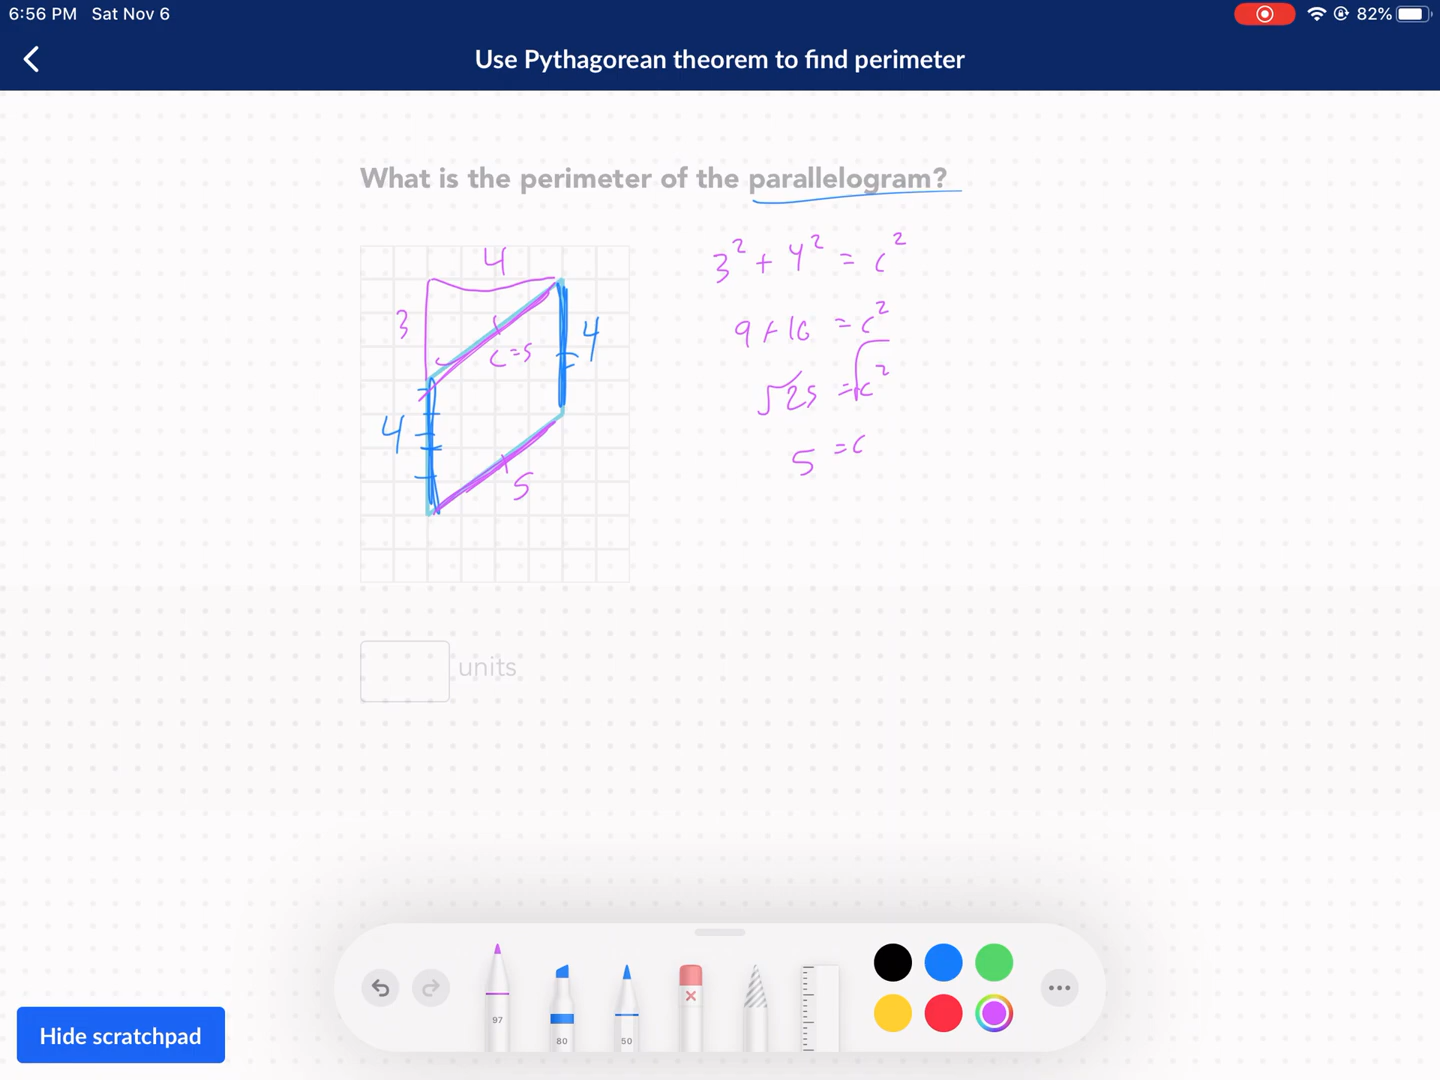 6:56 PM Sat Nov 6 82%
Use Pythagorean theorem to find perimeter
What is the perimeter of the parallelogram?
4
3
c=5
4
4
5
3² + 4² = c²
9 + 16 = c²
√25 = √c²
5 = c
units
97
80
50
Hide scratchpad